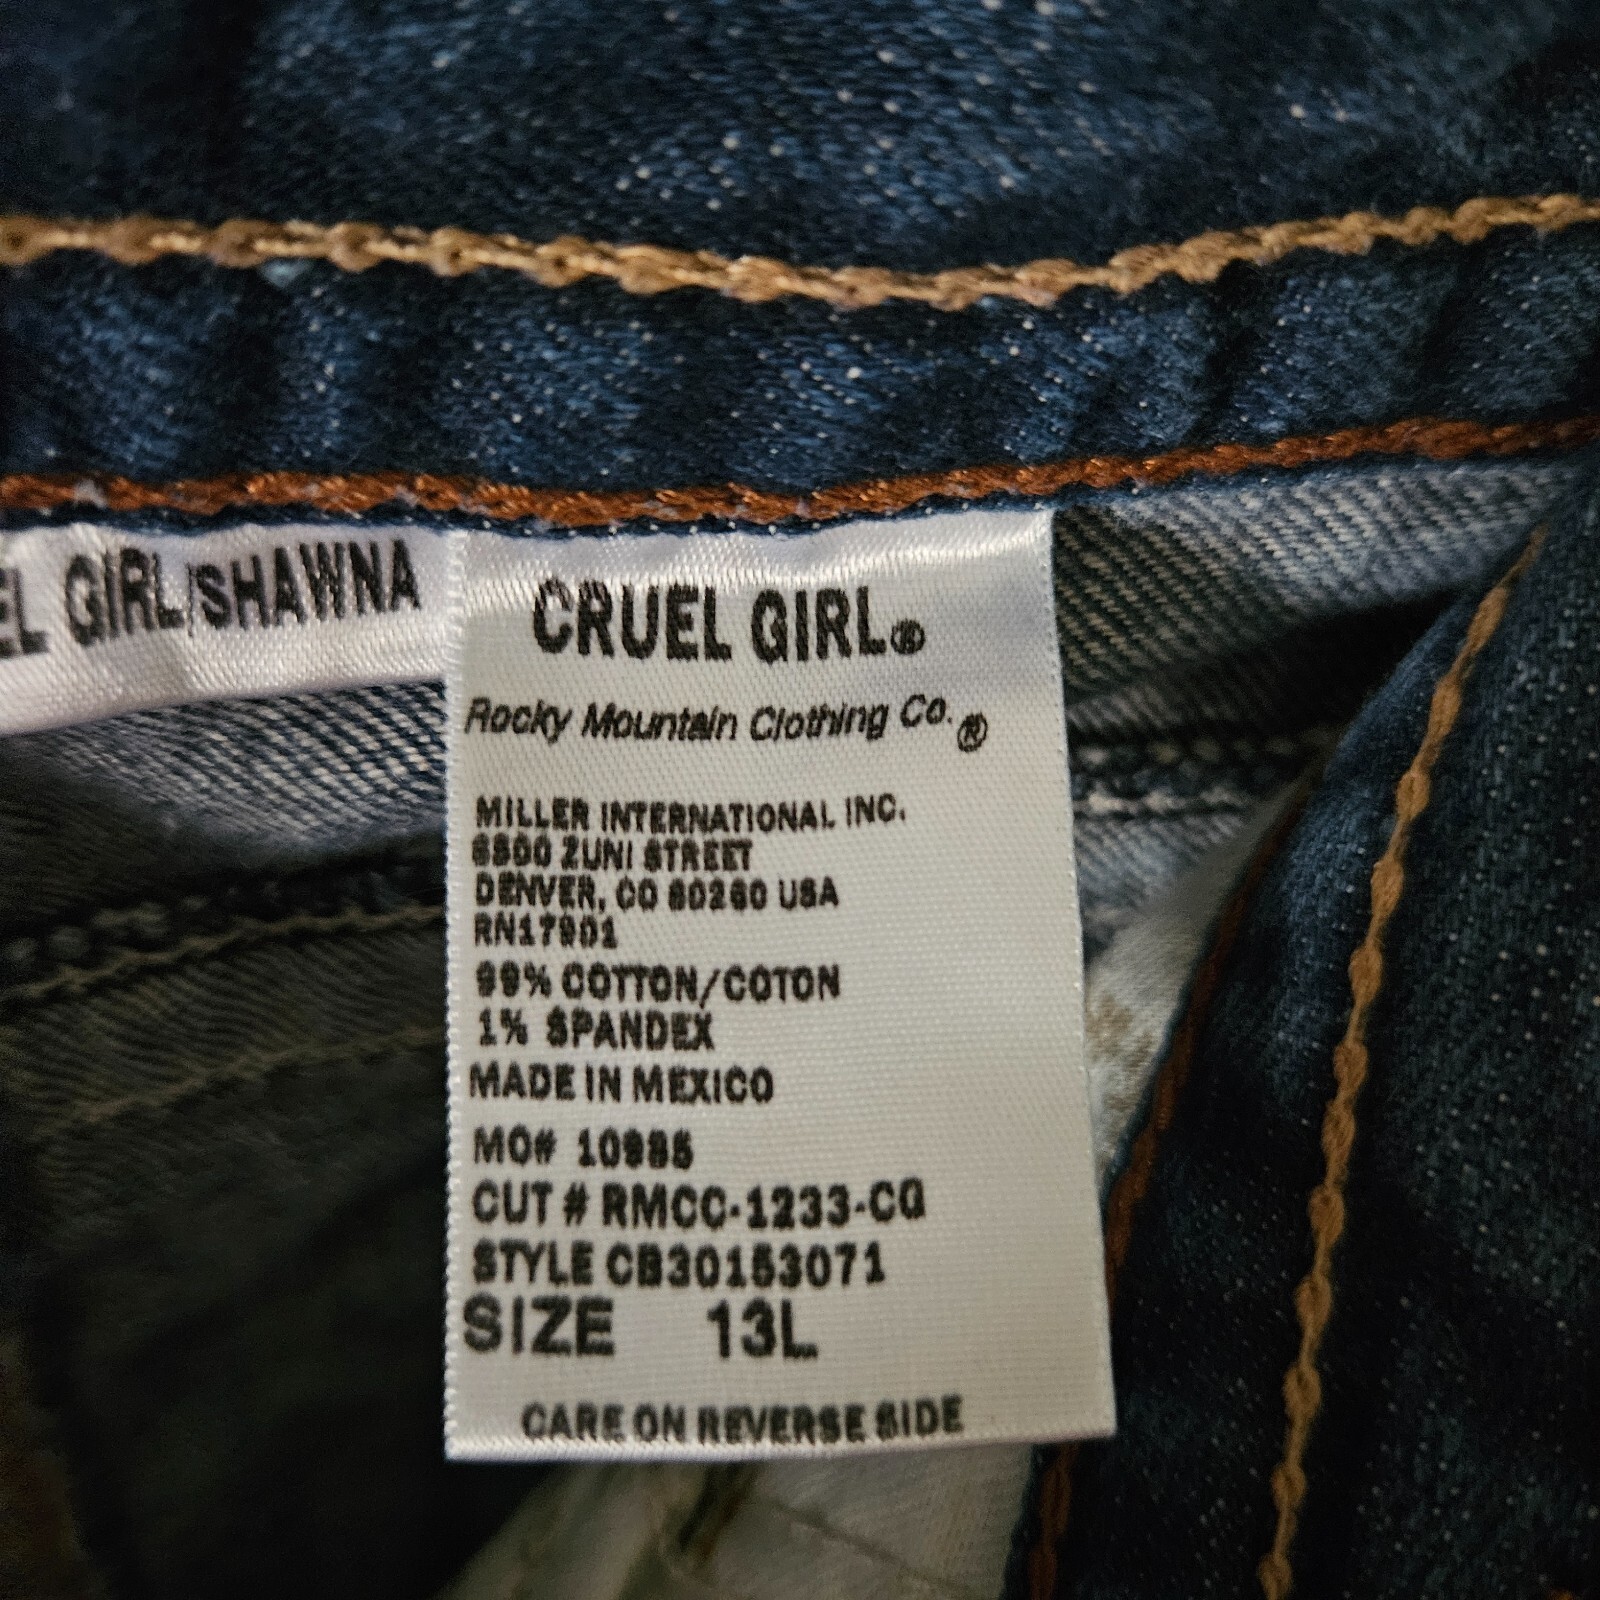 EL GIRL/SHAWNA
CRUEL GIRL®
Rocky Mountain Clothing Co.®
MILLER INTERNATIONAL INC.
8500 ZUNI STREET
DENVER, CO 80260 USA
RN17901
99% COTTON/COTON
1% SPANDEX
MADE IN MEXICO
MO# 10985
CUT # RMCC-1233-CG
STYLE CB30153071
SIZE 13L
CARE ON REVERSE SIDE